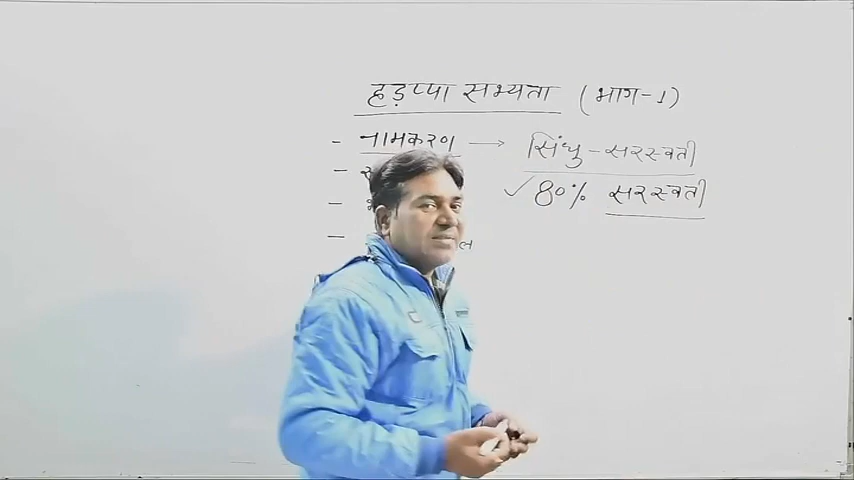 हड़प्पा सभ्यता (भाग-1)
- नामकरण → सिंधु-सरस्वती
✓ 80% सरस्वती